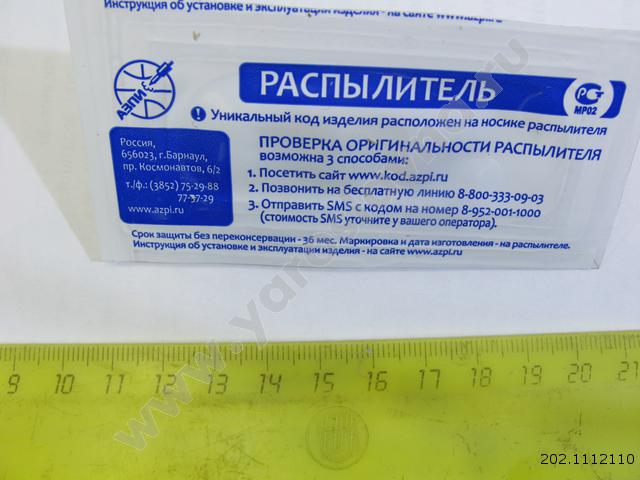 Инструкция об установке и эксплуатации изделия - на сайте www.azpi.ru
АЗПИ
РАСПЫЛИТЕЛЬ
РСТ
МР02
! Уникальный код изделия расположен на носике распылителя
Россия,
656023, г.Барнаул,
пр. Космонавтов, 6/2
т./ф.: (3852) 75-29-88
77-37-29
www.azpi.ru
ПРОВЕРКА ОРИГИНАЛЬНОСТИ РАСПЫЛИТЕЛЯ
возможна 3 способами:
1. Посетить сайт www.kod.azpi.ru
2. Позвонить на бесплатную линию 8-800-333-09-03
3. Отправить SMS с кодом на номер 8-952-001-1000
(стоимость SMS уточните у вашего оператора).
Срок защиты без переконсервации - 36 мес. Маркировка и дата изготовления - на распылителе.
Инструкция об установке и эксплуатации изделия - на сайте www.azpi.ru
9 10 11 12 13 14 15 16 17 18 19 20 21
202.1112110